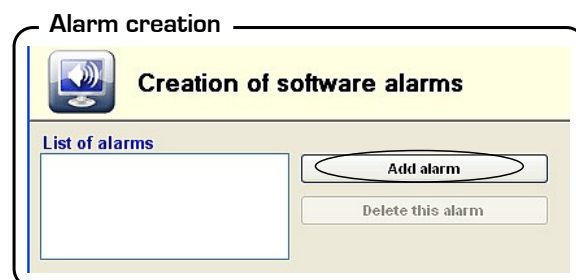 Alarm creation
Creation of software alarms
List of alarms
Add alarm
Delete this alarm